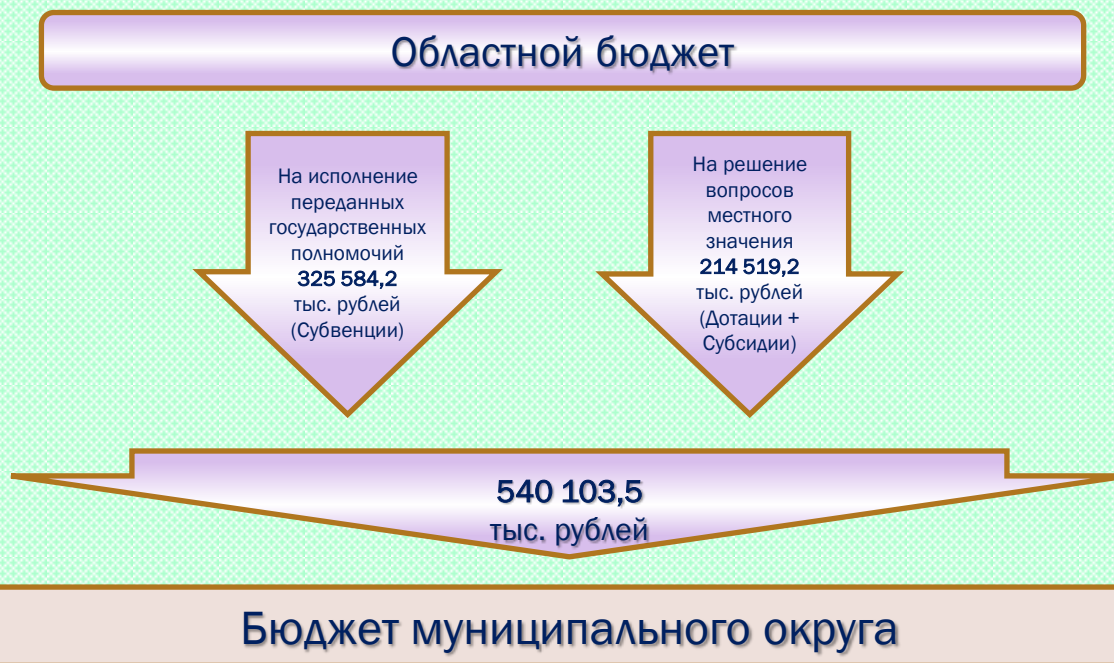 Областной бюджет
На исполнение
переданных
государственных
полномочий
325 584,2
тыс. рублей
(Субвенции)
На решение
вопросов
местного
значения
214 519,2
тыс. рублей
(Дотации +
Субсидии)
540 103,5
тыс. рублей
Бюджет муниципального округа